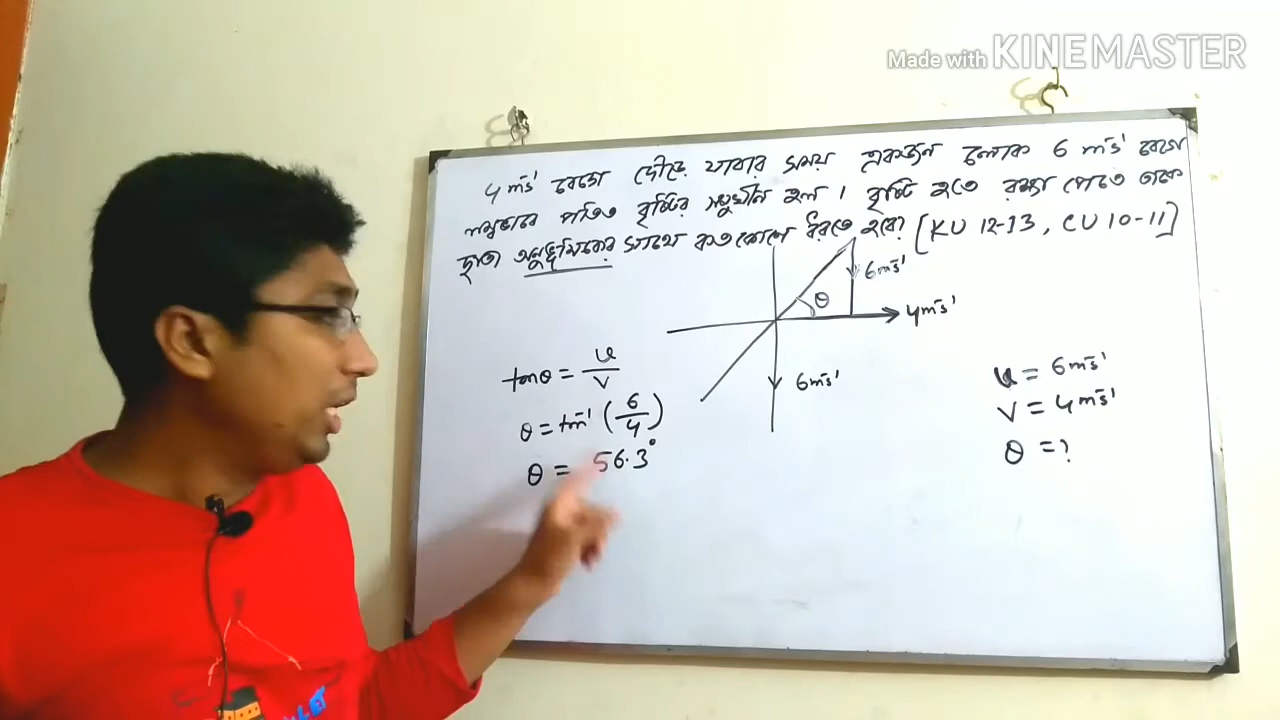 Made with KINEMASTER
4 ms⁻¹ বেগে দৌড়ে যাবার সময় একজন লোক 6 ms⁻¹ বেগে
লম্বভাবে পতিত বৃষ্টির সম্মুখীন হল । বৃষ্টি হতে রক্ষা পেতে তাকে
ছাতা অনুভূমিকের সাথে কত কোণে ধরতে হবে? [KU 12-13, CU 10-11]
6ms⁻¹
θ
4ms⁻¹
6ms⁻¹
tanθ = u/v
θ = tan⁻¹ (6/4)
θ = 56.3°
u = 6ms⁻¹
v = 4ms⁻¹
θ = ?